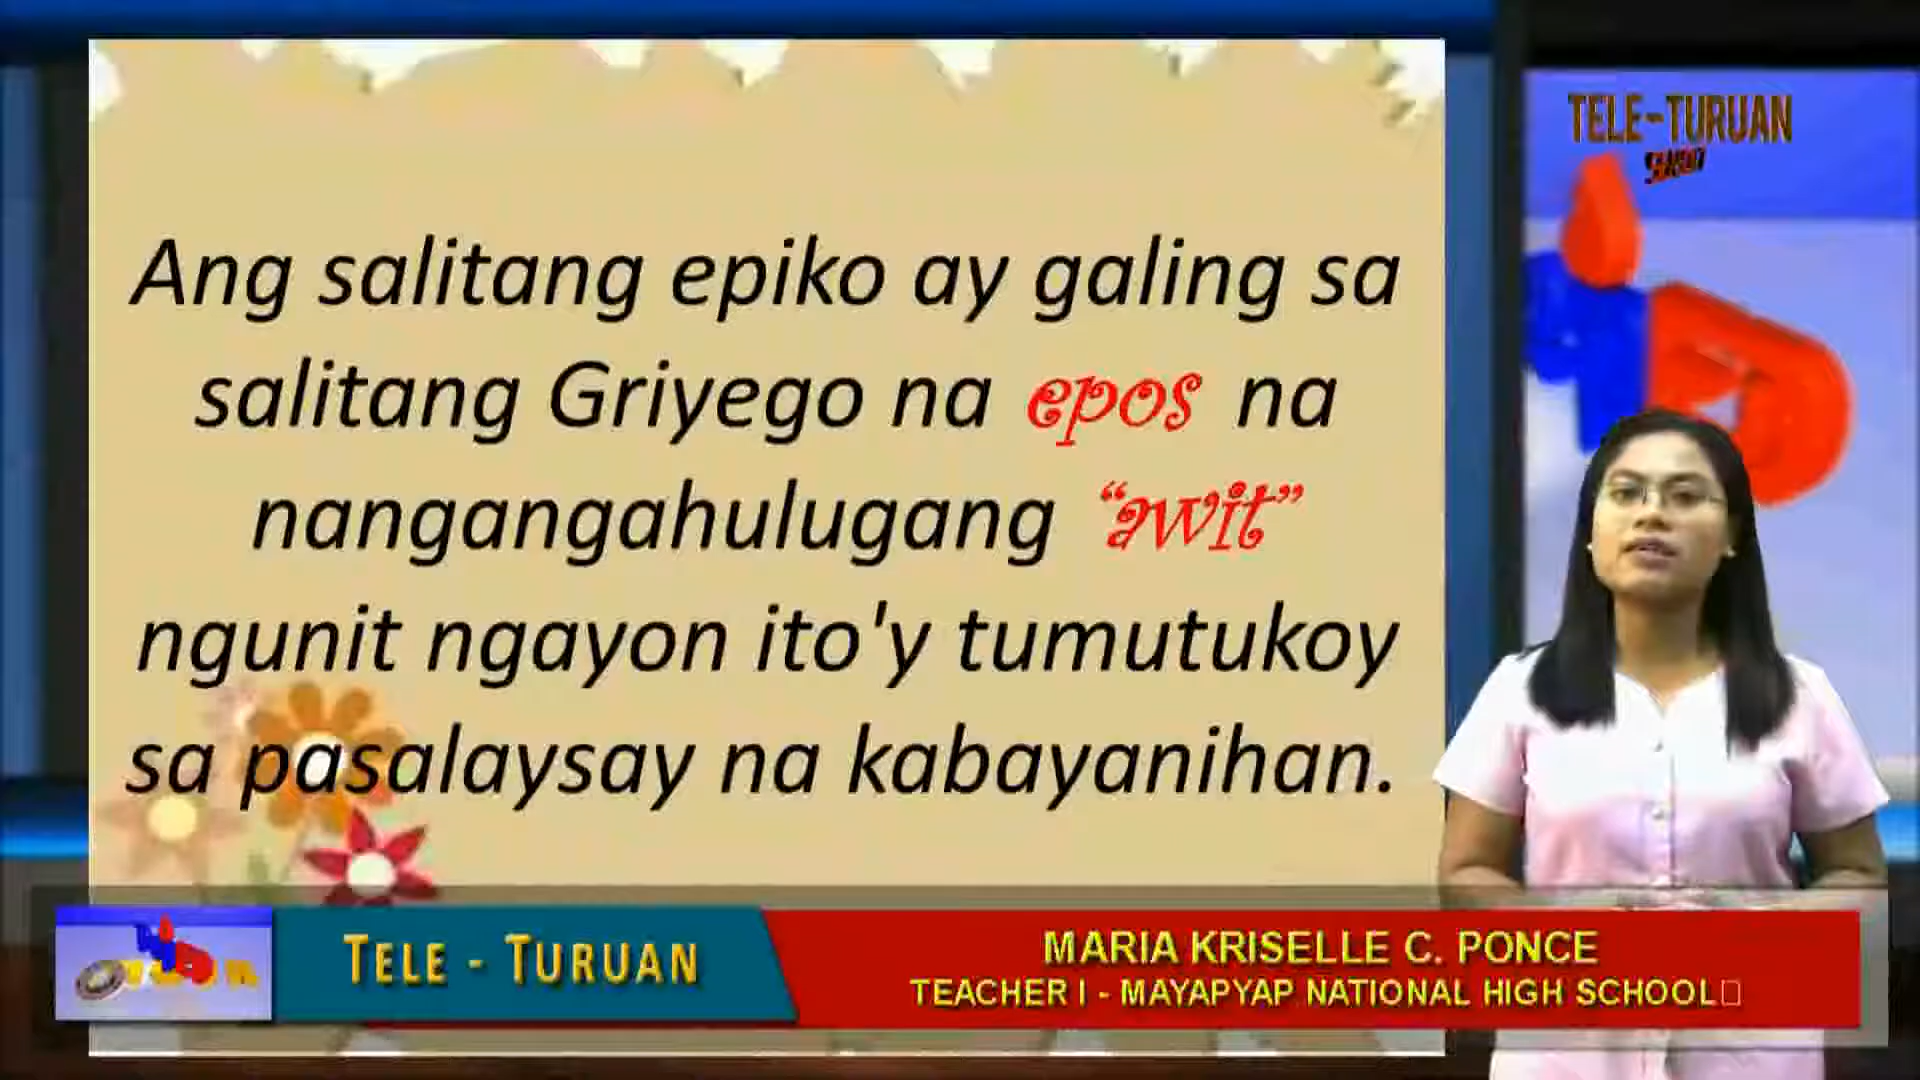 TELE-TURUAN
Ang salitang epiko ay galing sa
salitang Griyego na epos na
nangangahulugang “awit”
ngunit ngayon ito'y tumutukoy
sa pasalaysay na kabayanihan.
TELE - TURUAN
MARIA KRISELLE C. PONCE
TEACHER I - MAYAPYAP NATIONAL HIGH SCHOOL